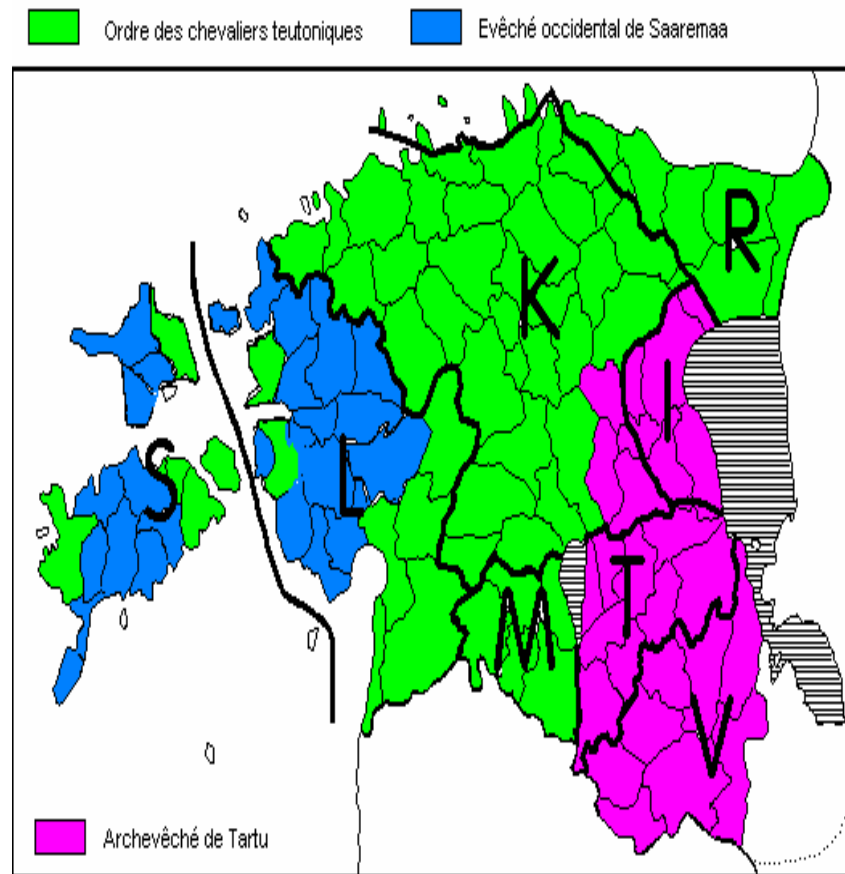 Ordre des chevaliers teutoniques
Evêché occidental de Saaremaa
R
K
I
S
L
T
M
V
Archevêché de Tartu